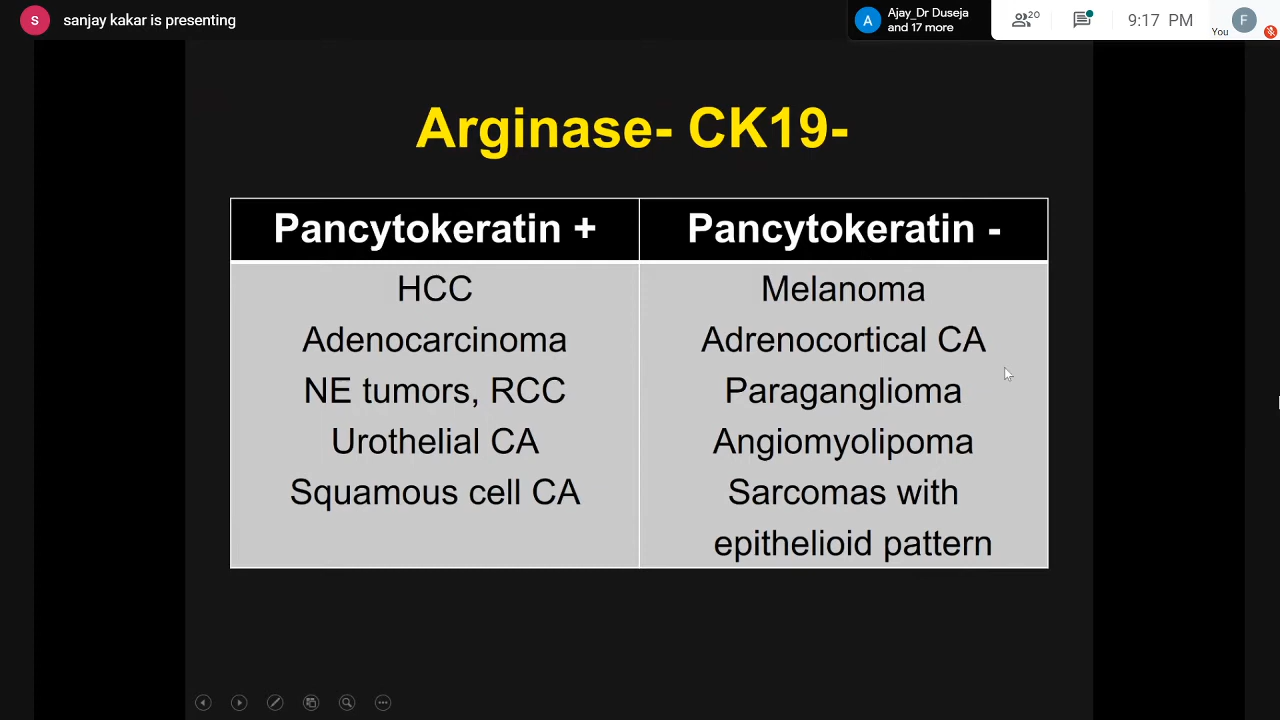 S sanjay kakar is presenting
A Ajay_Dr Duseja
and 17 more
20
9:17 PM
You
F
Arginase- CK19-
Pancytokeratin + Pancytokeratin -
HCC Melanoma
Adenocarcinoma Adrenocortical CA
NE tumors, RCC Paraganglioma
Urothelial CA Angiomyolipoma
Squamous cell CA Sarcomas with
epithelioid pattern